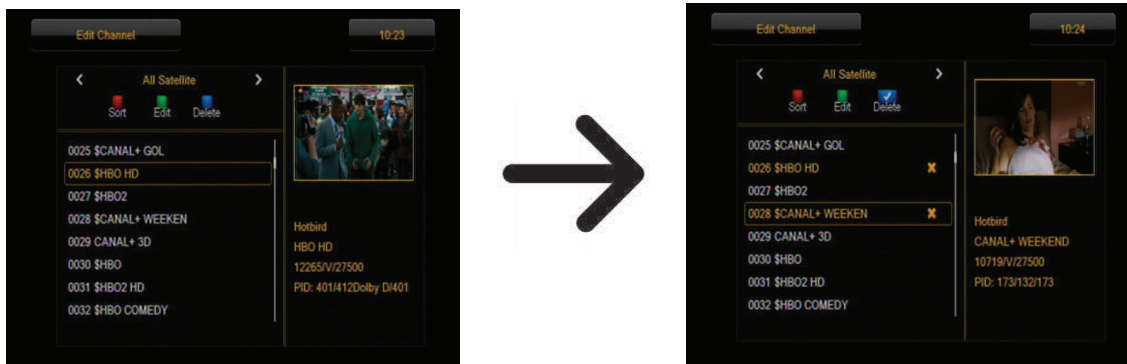 Edit Channel
10:23
All Satellite
Sort Edit Delete
0025 $CANAL+ GOL
0026 $HBO HD
0027 $HBO2
0028 $CANAL+ WEEKEN
0029 CANAL+ 3D
0030 $HBO
0031 $HBO2 HD
0032 $HBO COMEDY
Hotbird
HBO HD
12265/V/27500
PID: 401/412Dolby D/401
Edit Channel
10:24
All Satellite
Sort Edit Delete
0025 $CANAL+ GOL
0026 $HBO HD
0027 $HBO2
0028 $CANAL+ WEEKEN
0029 CANAL+ 3D
0030 $HBO
0031 $HBO2 HD
0032 $HBO COMEDY
Hotbird
CANAL+ WEEKEND
10719/V/27500
PID: 173/132/173